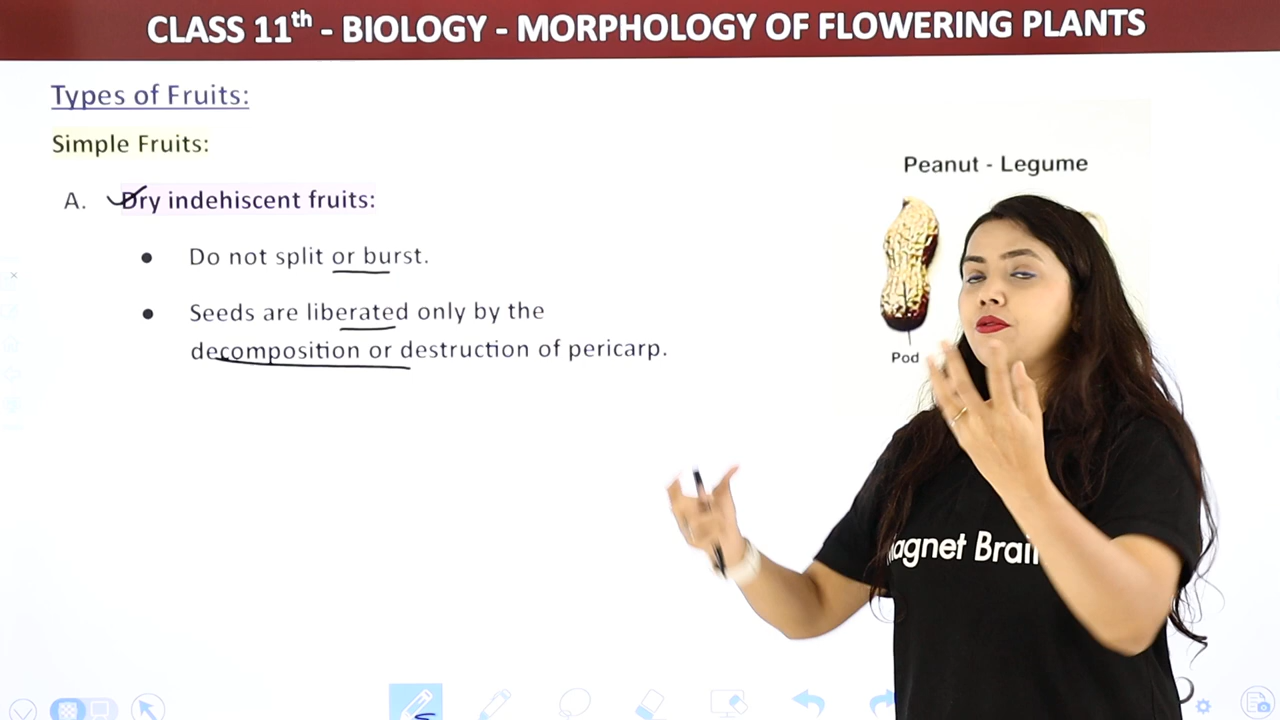 CLASS 11th - BIOLOGY - MORPHOLOGY OF FLOWERING PLANTS
Types of Fruits:
Simple Fruits:
Peanut - Legume
A. Dry indehiscent fruits:
● Do not split or burst.
● Seeds are liberated only by the
decomposition or destruction of pericarp.
Pod
agnet Brai